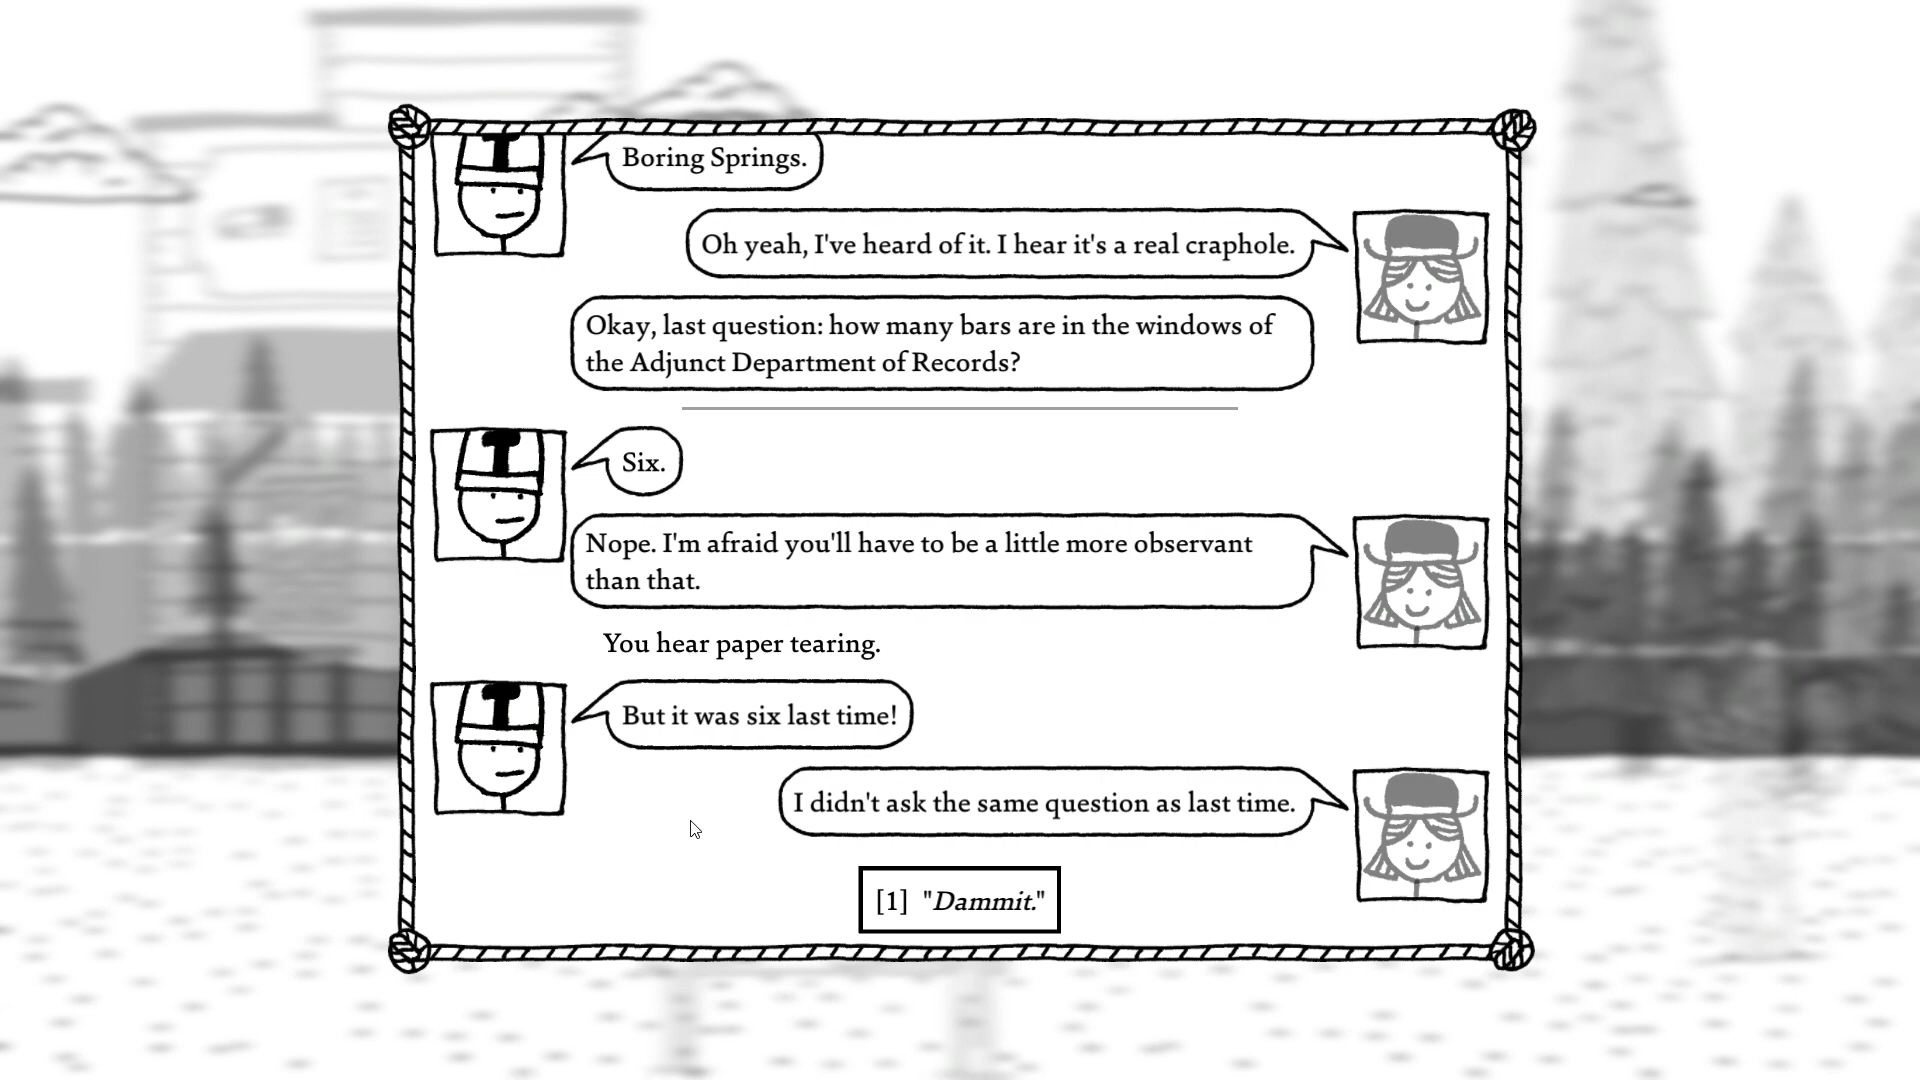 Boring Springs.
Oh yeah, I've heard of it. I hear it's a real craphole.
Okay, last question: how many bars are in the windows of
the Adjunct Department of Records?
Six.
Nope. I'm afraid you'll have to be a little more observant
than that.
You hear paper tearing.
But it was six last time!
I didn't ask the same question as last time.
[1] "Dammit."